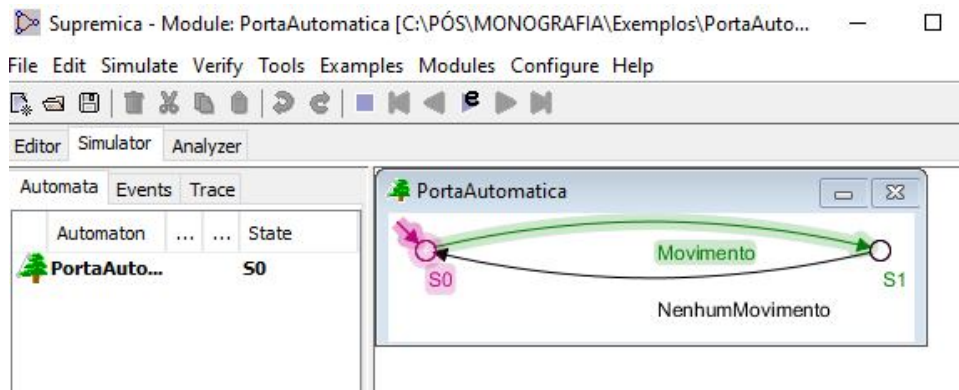 Supremica - Module: PortaAutomatica [C:\PÓS\MONOGRAFIA\Exemplos\PortaAuto...
File Edit Simulate Verify Tools Examples Modules Configure Help
e
Editor Simulator Analyzer
Automata Events Trace
Automaton ... ... State
PortaAuto... S0
PortaAutomatica
Movimento
S0 S1
NenhumMovimento